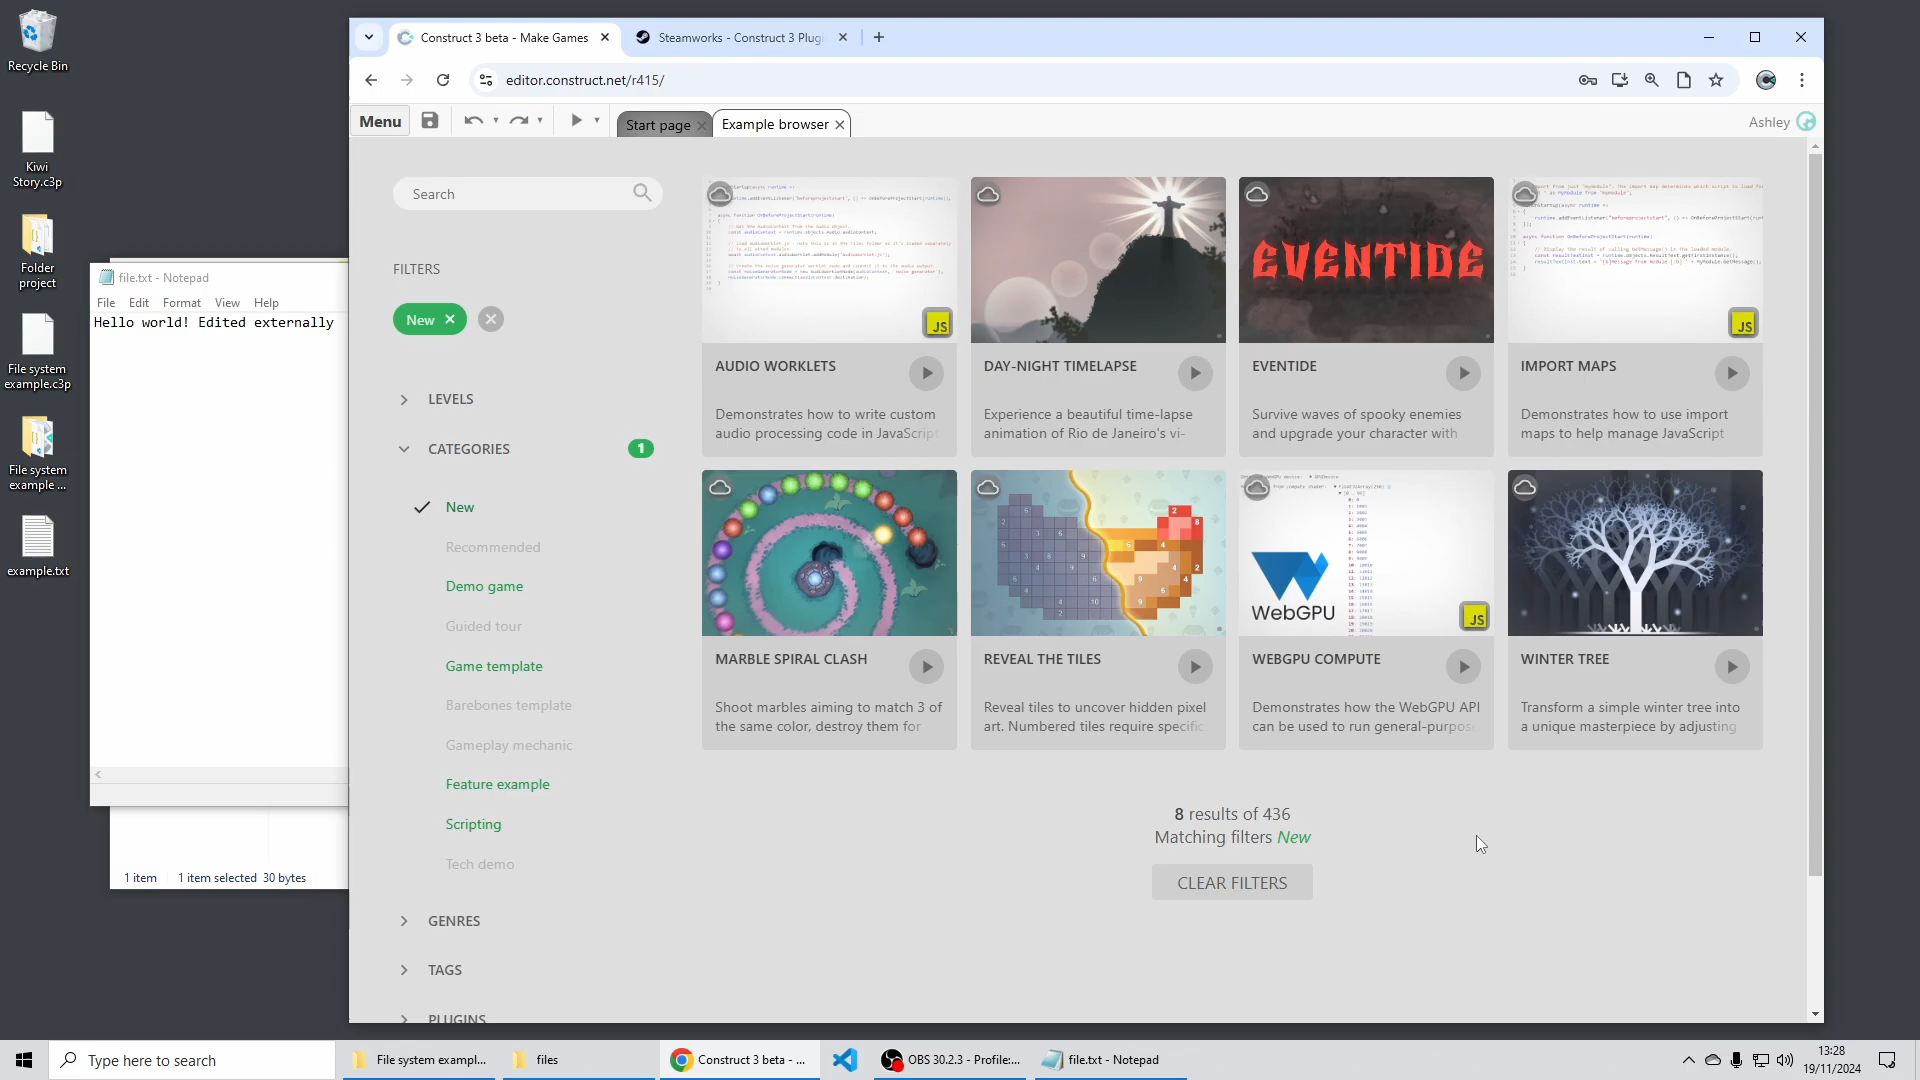 Recycle Bin
Kiwi
Story.c3p
Folder
project
File system
example.c3p
File system
example ...
example.txt
file.txt - Notepad
File Edit Format View Help
Hello world! Edited externally
1 item 1 item selected 30 bytes
Construct 3 beta - Make Games
Steamworks - Construct 3 Plugi
editor.construct.net/r415/
Menu
Start page
Example browser
Ashley
Search
FILTERS
New
LEVELS
CATEGORIES
1
New
Recommended
Demo game
Guided tour
Game template
Barebones template
Gameplay mechanic
Feature example
Scripting
Tech demo
GENRES
TAGS
PLUGINS
JS
AUDIO WORKLETS
Demonstrates how to write custom
audio processing code in JavaScript
DAY-NIGHT TIMELAPSE
Experience a beautiful time-lapse
animation of Rio de Janeiro's vi-
EVENTIDE
EVENTIDE
Survive waves of spooky enemies
and upgrade your character with
JS
IMPORT MAPS
Demonstrates how to use import
maps to help manage JavaScript
MARBLE SPIRAL CLASH
Shoot marbles aiming to match 3 of
the same color, destroy them for
REVEAL THE TILES
Reveal tiles to uncover hidden pixel
art. Numbered tiles require specific
WebGPU
JS
WEBGPU COMPUTE
Demonstrates how the WebGPU API
can be used to run general-purpose
WINTER TREE
Transform a simple winter tree into
a unique masterpiece by adjusting
8 results of 436
Matching filters New
CLEAR FILTERS
Type here to search
File system exampl...
files
Construct 3 beta - ...
OBS 30.2.3 - Profile:...
file.txt - Notepad
13:28
19/11/2024